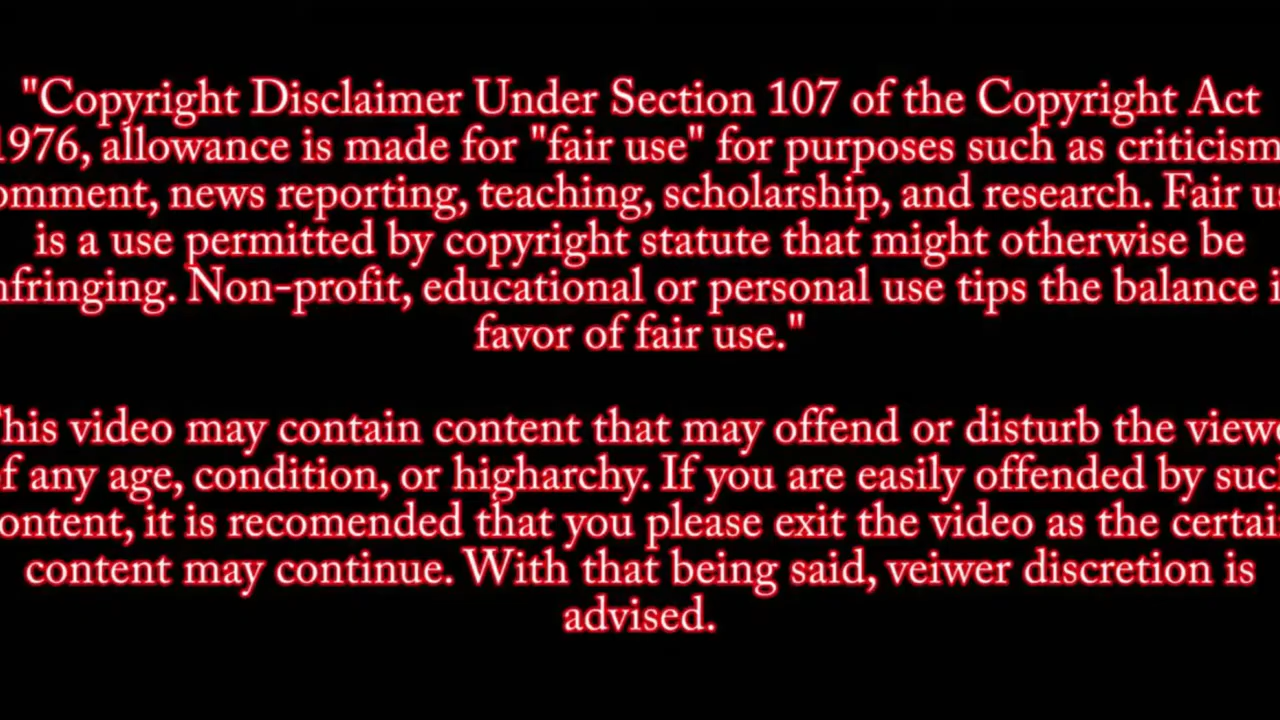 "Copyright Disclaimer Under Section 107 of the Copyright Act
1976, allowance is made for "fair use" for purposes such as criticism
omment, news reporting, teaching, scholarship, and research. Fair u
is a use permitted by copyright statute that might otherwise be
nfringing. Non-profit, educational or personal use tips the balance i
favor of fair use."
This video may contain content that may offend or disturb the viewe
of any age, condition, or higharchy. If you are easily offended by suc
ontent, it is recomended that you please exit the video as the certai
content may continue. With that being said, veiwer discretion is
advised.